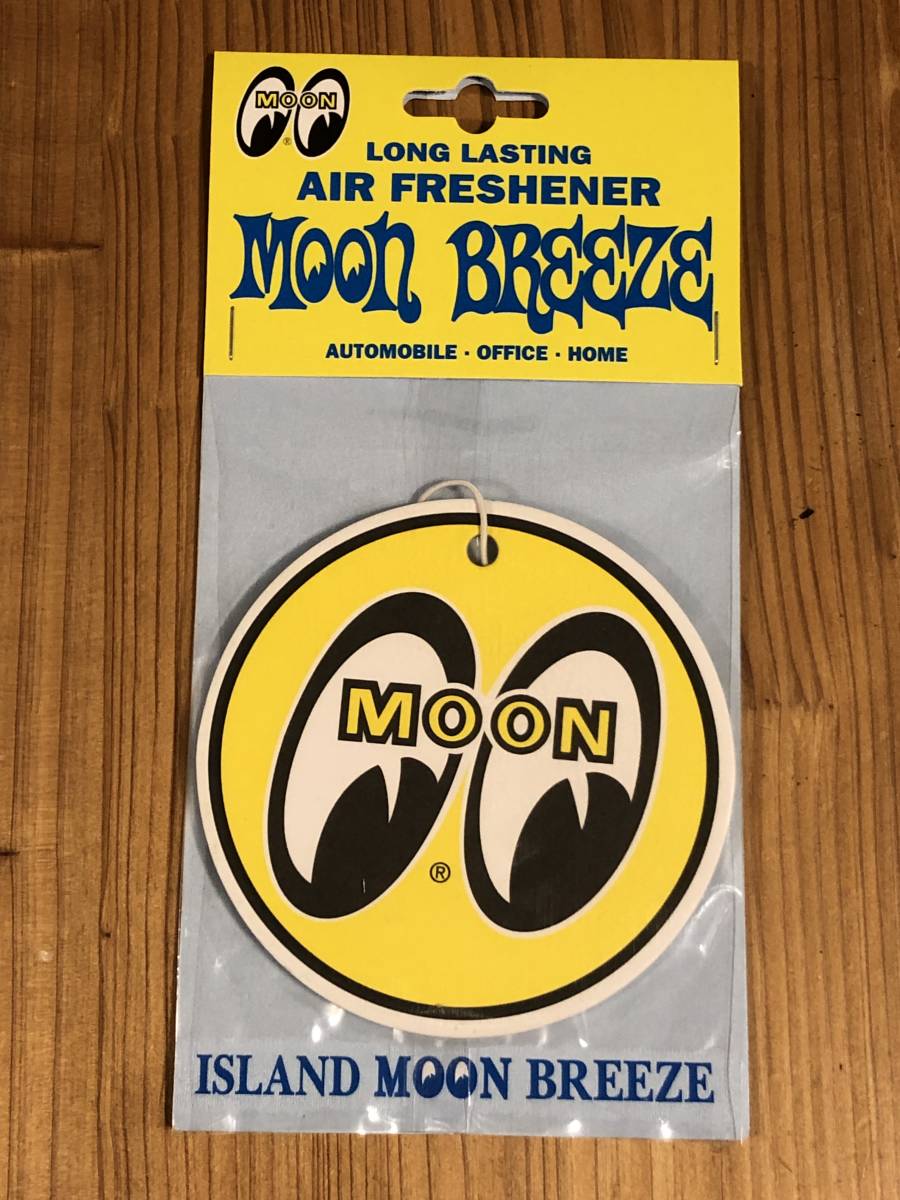 MOON
®
LONG LASTING
AIR FRESHENER
MOON BREEZE
AUTOMOBILE · OFFICE · HOME
MOON
®
ISLAND MOON BREEZE